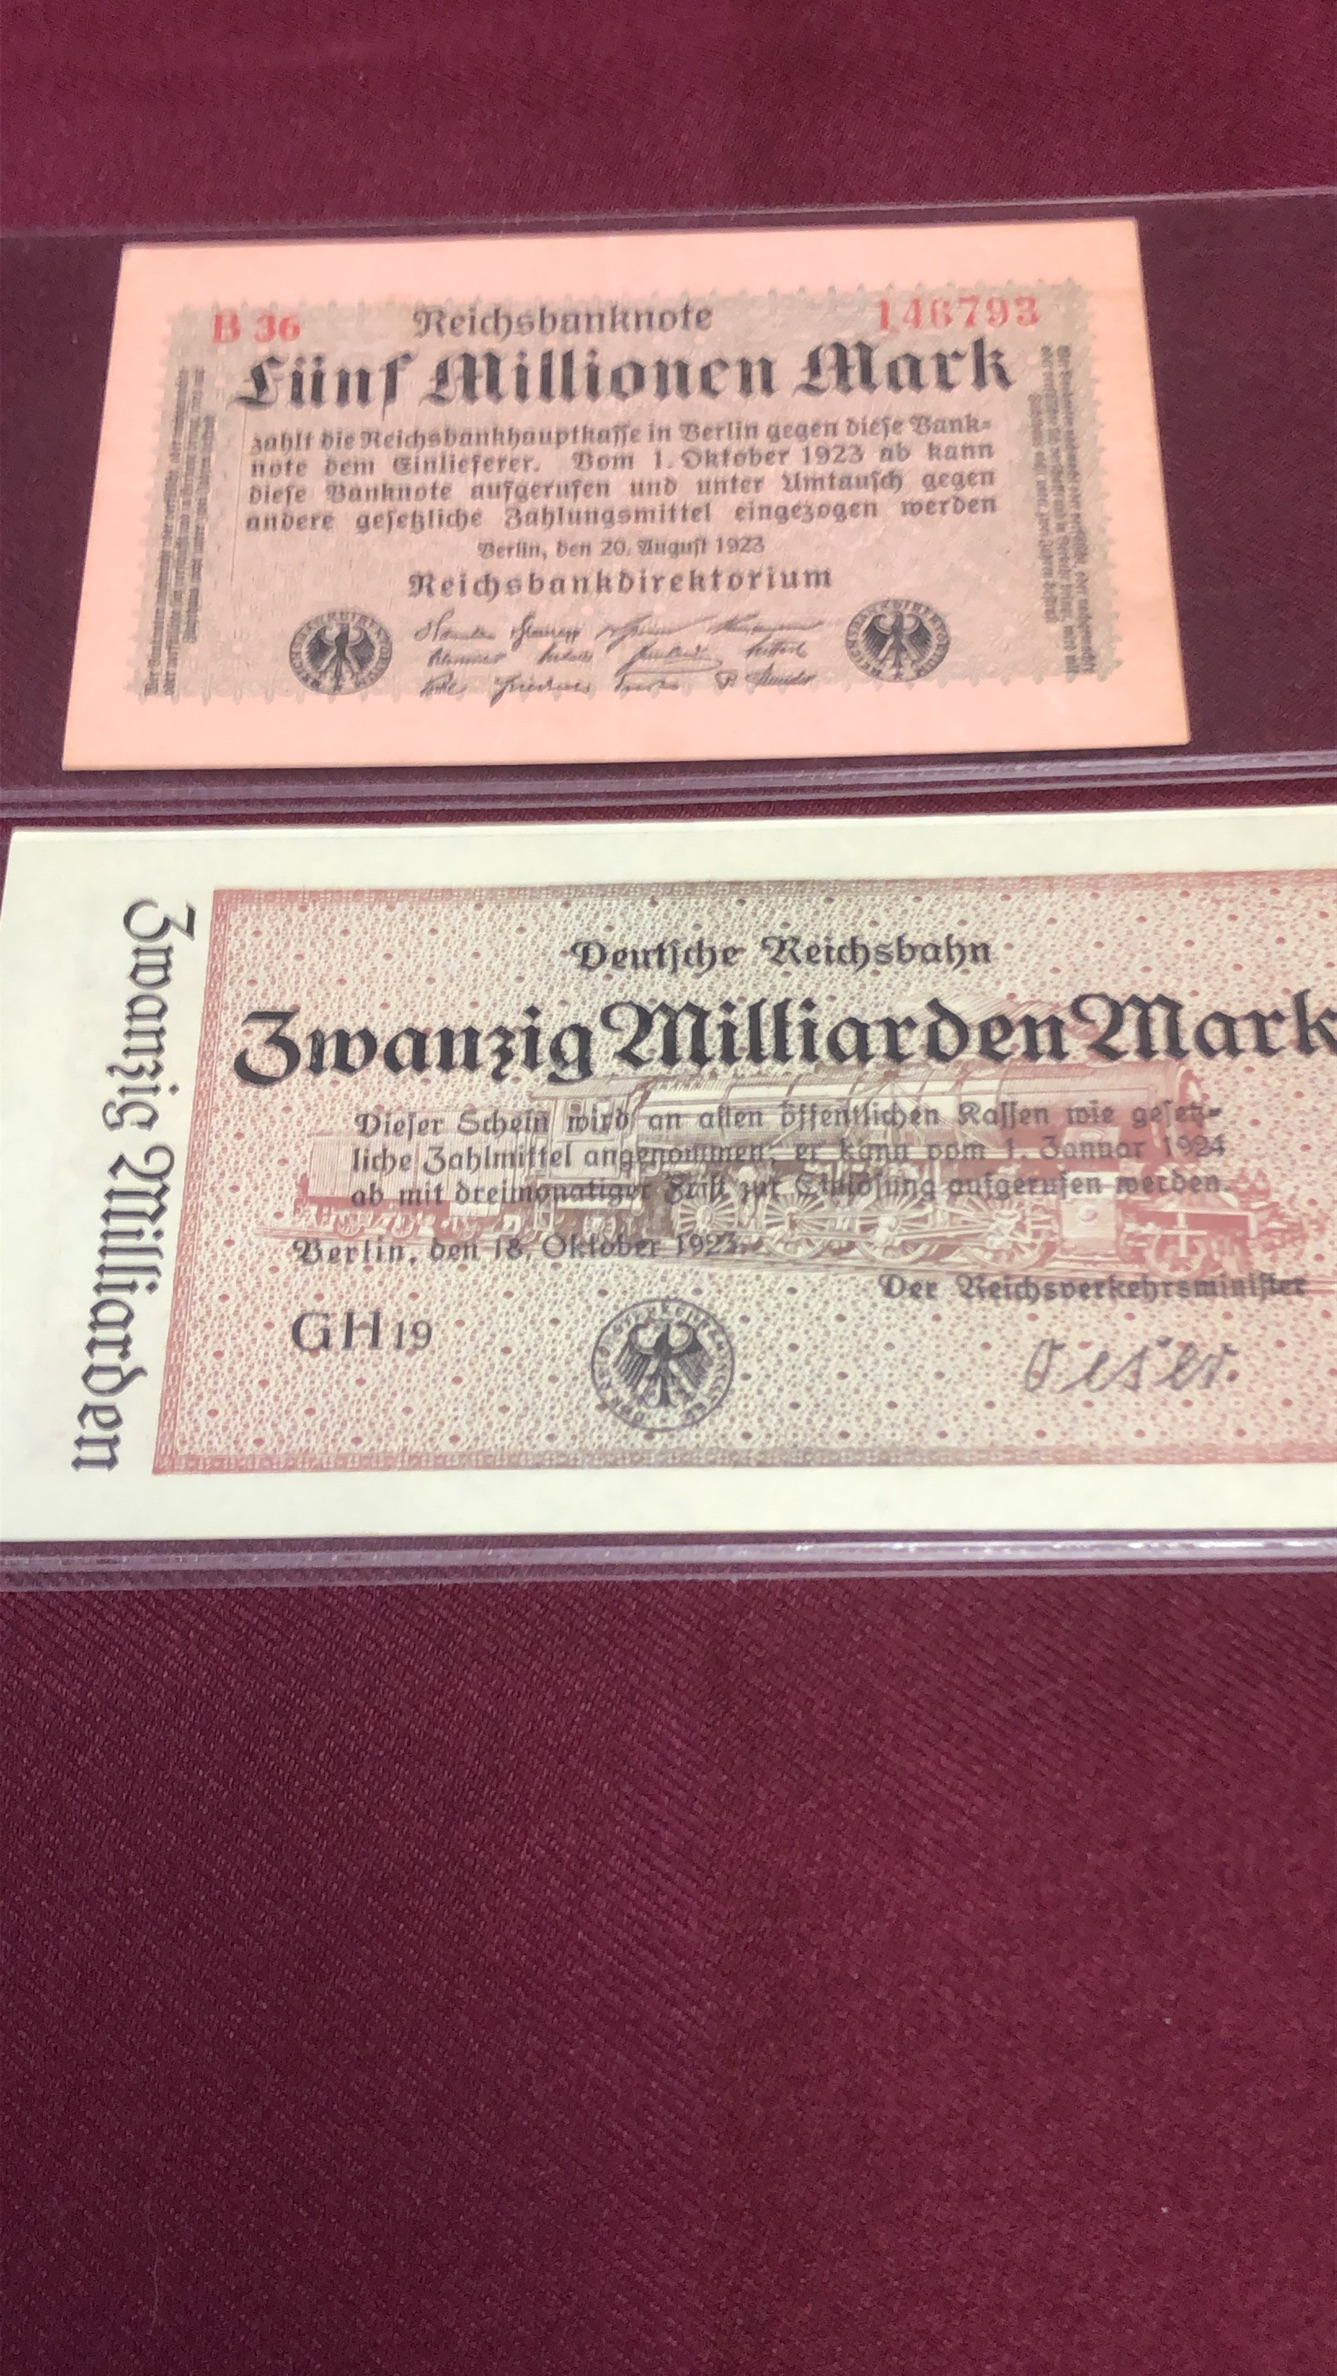 B 36 Reichsbanknote 146793
Fünf Millionen Mark
zahlt die Reichsbankhauptkasse in Berlin gegen diese Bank=
note dem Einlieferer. Vom 1. Oktober 1923 ab kann
diese Banknote aufgerufen und unter Umtausch gegen
andere gesetzliche Zahlungsmittel eingezogen werden
Berlin, den 20. August 1923
Reichsbankdirektorium
Zwanzig Milliarden
Deutsche Reichsbahn
Zwanzig Milliarden Mark
Dieser Schein wird an allen öffentlichen Kassen wie gesetz=
liche Zahlmittel angenommen; er kann vom 1. Januar 1924
ab mit dreimonatiger Frist zur Einlösung aufgerufen werden.
Berlin, den 18. Oktober 1923.
Der Reichsverkehrsminister
GH 19
Oeser.